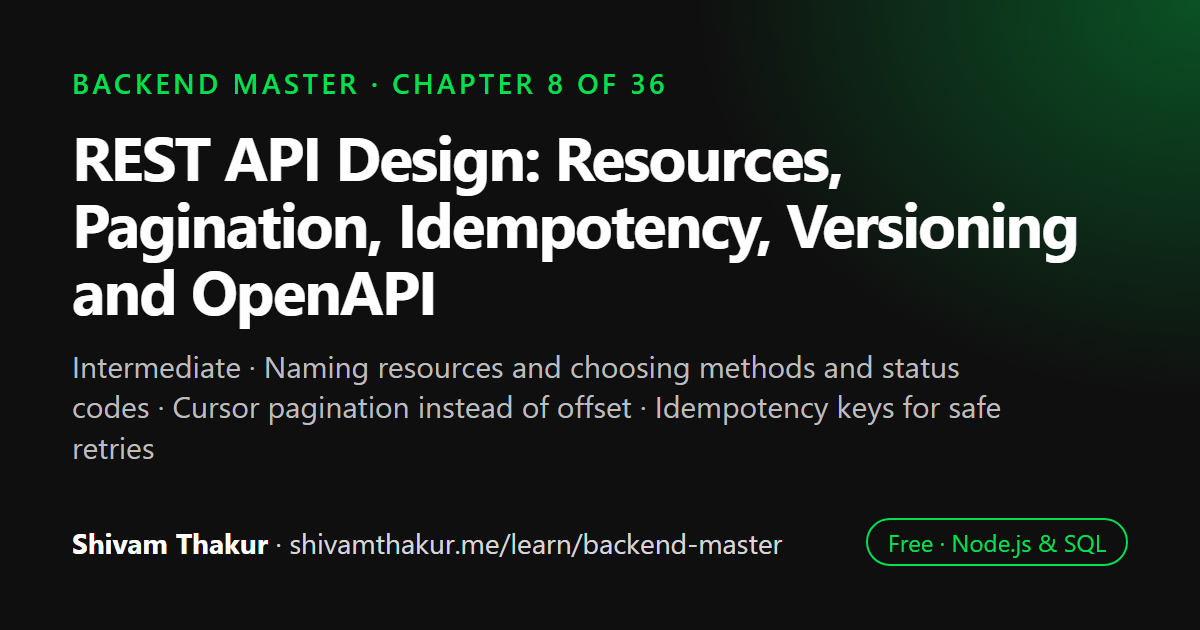 BACKEND MASTER · CHAPTER 8 OF 36
REST API Design: Resources,
Pagination, Idempotency, Versioning
and OpenAPI
Intermediate · Naming resources and choosing methods and status
codes · Cursor pagination instead of offset · Idempotency keys for safe
retries
Shivam Thakur · shivamthakur.me/learn/backend-master
Free · Node.js & SQL